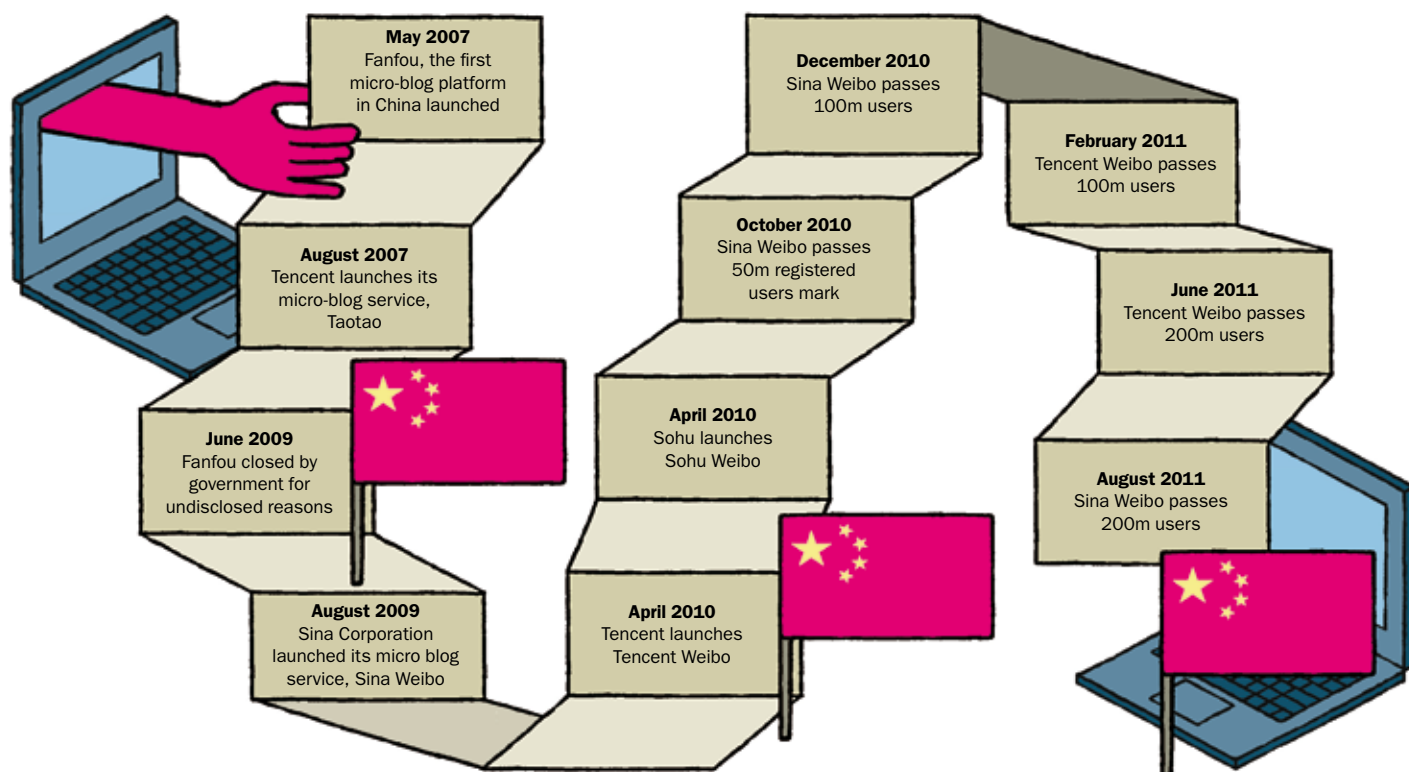 May 2007
Fanfou, the first
micro-blog platform
in China launched
August 2007
Tencent launches its
micro-blog service,
Taotao
June 2009
Fanfou closed by
government for
undisclosed reasons
August 2009
Sina Corporation
launched its micro blog
service, Sina Weibo
April 2010
Tencent launches
Tencent Weibo
April 2010
Sohu launches
Sohu Weibo
October 2010
Sina Weibo passes
50m registered
users mark
December 2010
Sina Weibo passes
100m users
February 2011
Tencent Weibo passes
100m users
June 2011
Tencent Weibo passes
200m users
August 2011
Sina Weibo passes
200m users